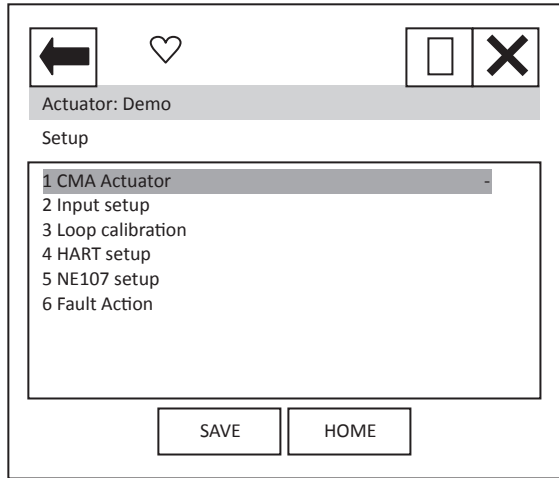 Actuator: Demo
Setup
1 CMA Actuator -
2 Input setup
3 Loop calibration
4 HART setup
5 NE107 setup
6 Fault Action
SAVE HOME